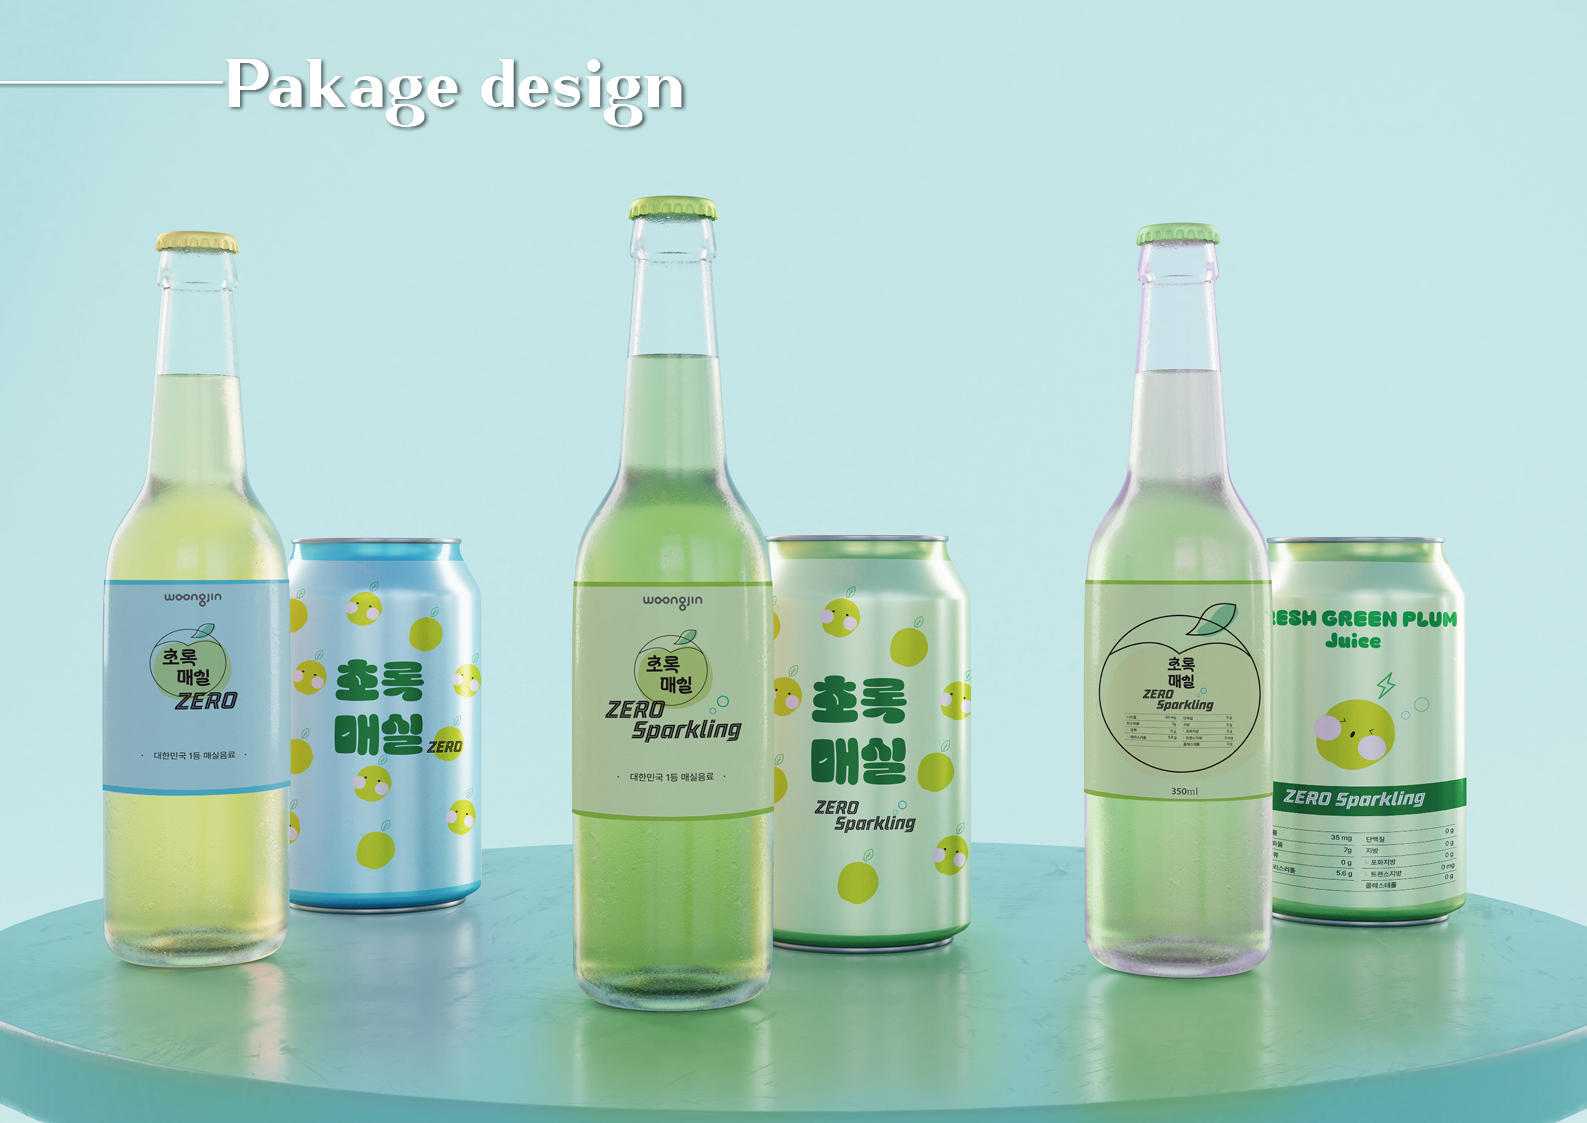 Pakage design
woongjin
초록
매실
ZERO
· 대한민국 1등 매실음료 ·
초록
매실
ZERO
woongjin
초록
매실
ZERO
Sparkling
· 대한민국 1등 매실음료 ·
초록
매실
ZERO
Sparkling
초록
매실
ZERO
Sparkling
350ml
GREEN PLUM
Juice
ZERO Sparkling
35 mg 단백질 0 g
7g 지방 0 g
0 g · 포화지방 0 g
5.6 g · 트랜스지방 0 mg
콜레스테롤 0 g